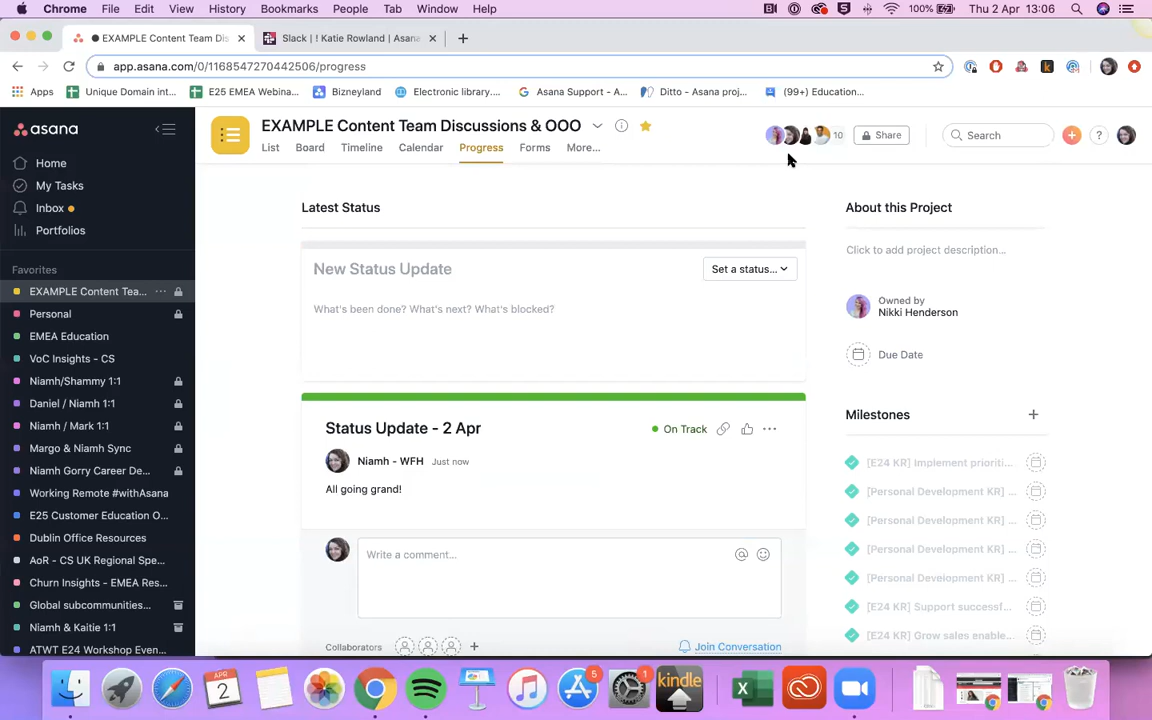 Chrome File Edit View History Bookmarks People Tab Window Help 100% Thu 2 Apr 13:06
EXAMPLE Content Team Dis Slack | ! Katie Rowland | Asana
app.asana.com/0/1168547270442506/progress
Apps Unique Domain int... E25 EMEA Webina... Bizneyland Electronic library.... Asana Support - A... Ditto - Asana proj... (99+) Education...
asana
EXAMPLE Content Team Discussions & OOO
10 Share Search ?
List Board Timeline Calendar Progress Forms More...
Home
My Tasks
Inbox
Portfolios
Favorites
EXAMPLE Content Tea... ...
Personal
EMEA Education
VoC Insights - CS
Niamh/Shammy 1:1
Daniel / Niamh 1:1
Niamh / Mark 1:1
Margo & Niamh Sync
Niamh Gorry Career De...
Working Remote #withAsana
E25 Customer Education O...
Dublin Office Resources
AoR - CS UK Regional Spe...
Churn Insights - EMEA Res...
Global subcommunities...
Niamh & Kaitie 1:1
ATWT E24 Workshop Even...
Latest Status
New Status Update
Set a status...
What's been done? What's next? What's blocked?
Status Update - 2 Apr
On Track
Niamh - WFH Just now
All going grand!
Write a comment...
Collaborators
Join Conversation
About this Project
Click to add project description...
Owned by
Nikki Henderson
Due Date
Milestones
[E24 KR] Implement prioriti...
[Personal Development KR] ...
[Personal Development KR] ...
[Personal Development KR] ...
[Personal Development KR] ...
[E24 KR] Support successf...
[E24 KR] Grow sales enable...
APR
2
5
1
kindle